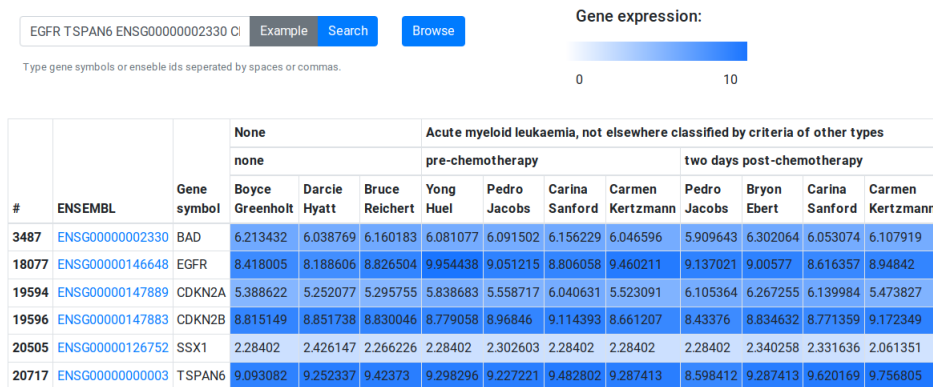 Gene expression:
EGFR TSPAN6 ENSG00000002330 CI Example Search Browse
Type gene symbols or enseble ids seperated by spaces or commas.
0 10
None Acute myeloid leukaemia, not elsewhere classified by criteria of other types
none pre-chemotherapy two days post-chemotherapy
# ENSEMBL Gene symbol Boyce Greenholt Darcie Hyatt Bruce Reichert Yong Huel Pedro Jacobs Carina Sanford Carmen Kertzmann Pedro Jacobs Bryon Ebert Carina Sanford Carmen Kertzmann
3487 ENSG00000002330 BAD 6.213432 6.038769 6.160183 6.081077 6.091502 6.156229 6.046596 5.909643 6.302064 6.053074 6.107919
18077 ENSG00000146648 EGFR 8.418005 8.188606 8.826504 9.954438 9.051215 8.806058 9.460211 9.137021 9.00577 8.616357 8.94842
19594 ENSG00000147889 CDKN2A 5.388622 5.252077 5.295755 5.838683 5.558717 6.040631 5.523091 6.105364 6.267255 6.139984 5.473827
19596 ENSG00000147883 CDKN2B 8.815149 8.851738 8.830046 8.779058 8.96846 9.114393 8.661207 8.43376 8.834632 8.771359 9.172349
20505 ENSG00000126752 SSX1 2.28402 2.426147 2.266226 2.28402 2.302603 2.28402 2.28402 2.28402 2.340258 2.331636 2.061351
20717 ENSG00000000003 TSPAN6 9.093082 9.252337 9.42373 9.298296 9.227221 9.482802 9.287413 8.598412 9.287413 9.620169 9.756805